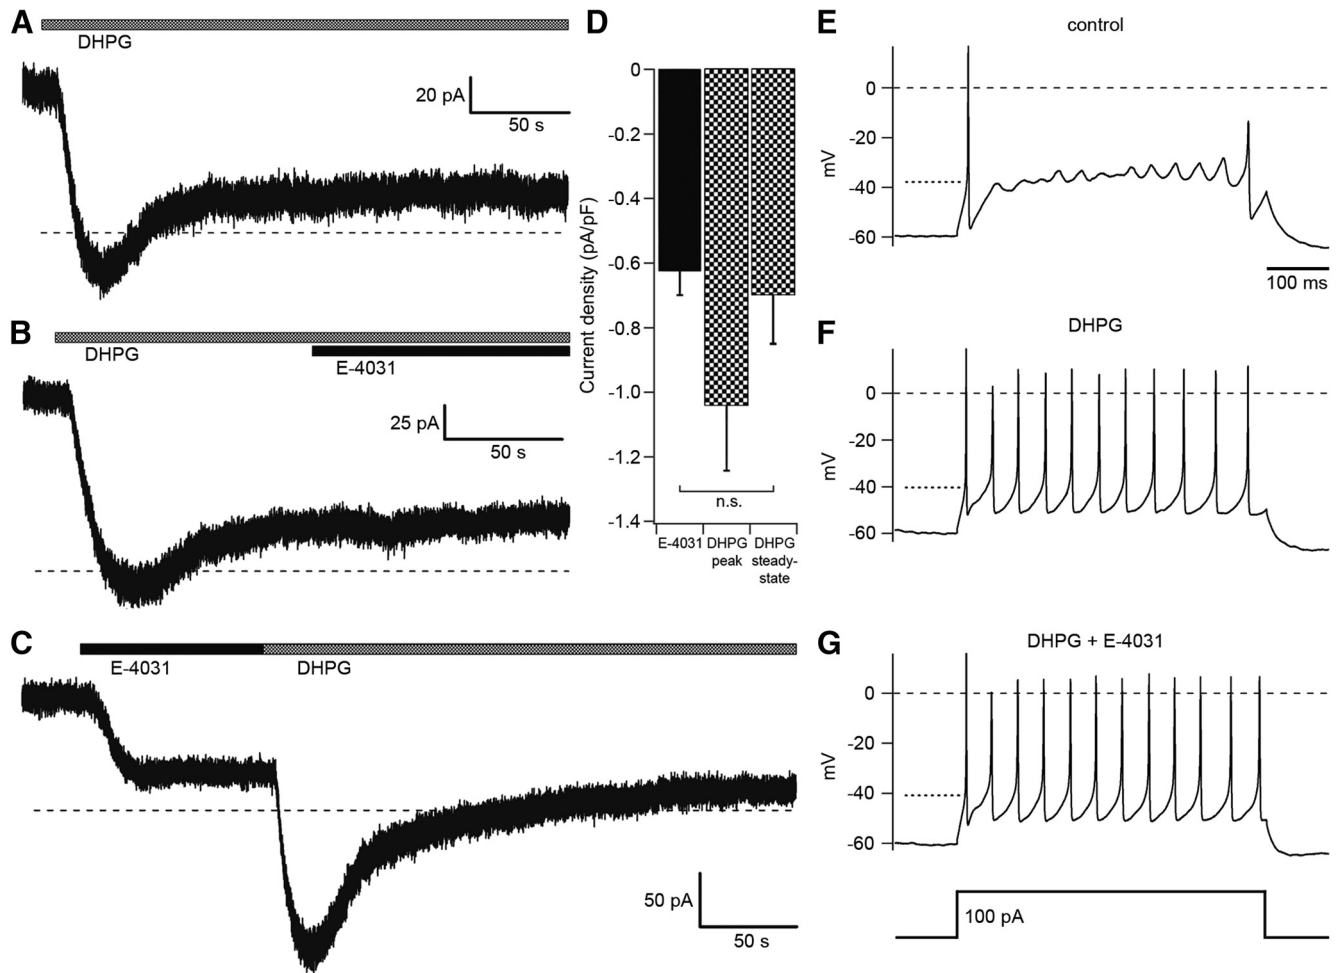 A
DHPG
20 pA
50 s
B
DHPG
E-4031
25 pA
50 s
C
E-4031
DHPG
50 pA
50 s
D
Current density (pA/pF)
0
-0.2
-0.4
-0.6
-0.8
-1.0
-1.2
-1.4
n.s.
E-4031
DHPG
peak
DHPG
steady-
state
E
control
mV
0
-20
-40
-60
100 ms
F
DHPG
mV
0
-20
-40
-60
G
DHPG + E-4031
mV
0
-20
-40
-60
100 pA